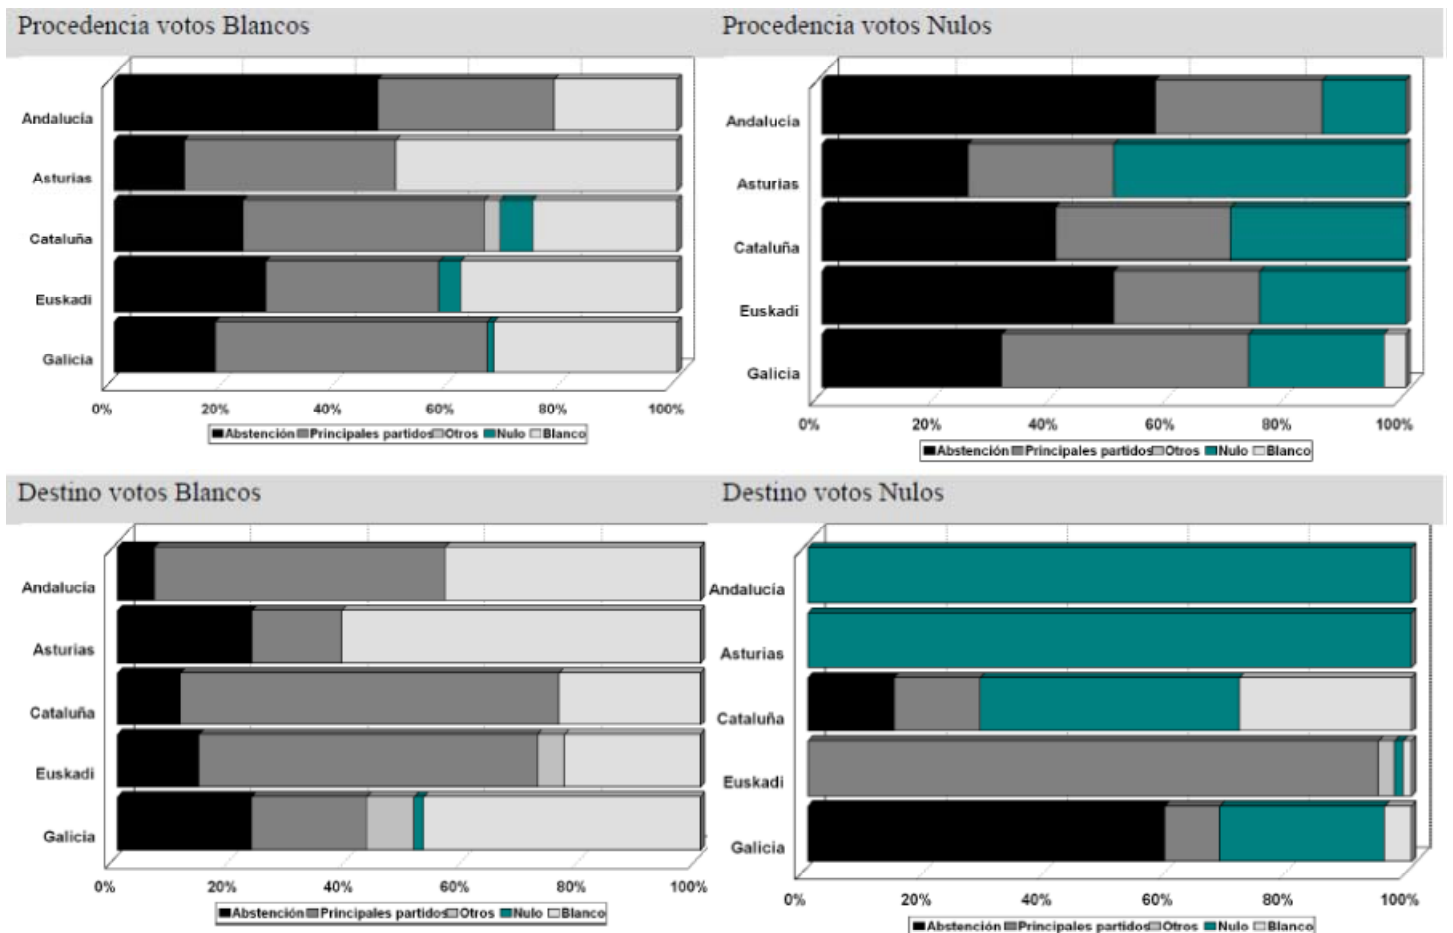 Procedencia votos Blancos
Andalucía
Asturias
Cataluña
Euskadi
Galicia
0% 20% 40% 60% 80% 100%
Abstención Principales partidos Otros Nulo Blanco
Procedencia votos Nulos
Andalucía
Asturias
Cataluña
Euskadi
Galicia
0% 20% 40% 60% 80% 100%
Abstención Principales partidos Otros Nulo Blanco
Destino votos Blancos
Andalucía
Asturias
Cataluña
Euskadi
Galicia
0% 20% 40% 60% 80% 100%
Abstención Principales partidos Otros Nulo Blanco
Destino votos Nulos
Andalucía
Asturias
Cataluña
Euskadi
Galicia
0% 20% 40% 60% 80% 100%
Abstención Principales partidos Otros Nulo Blanco